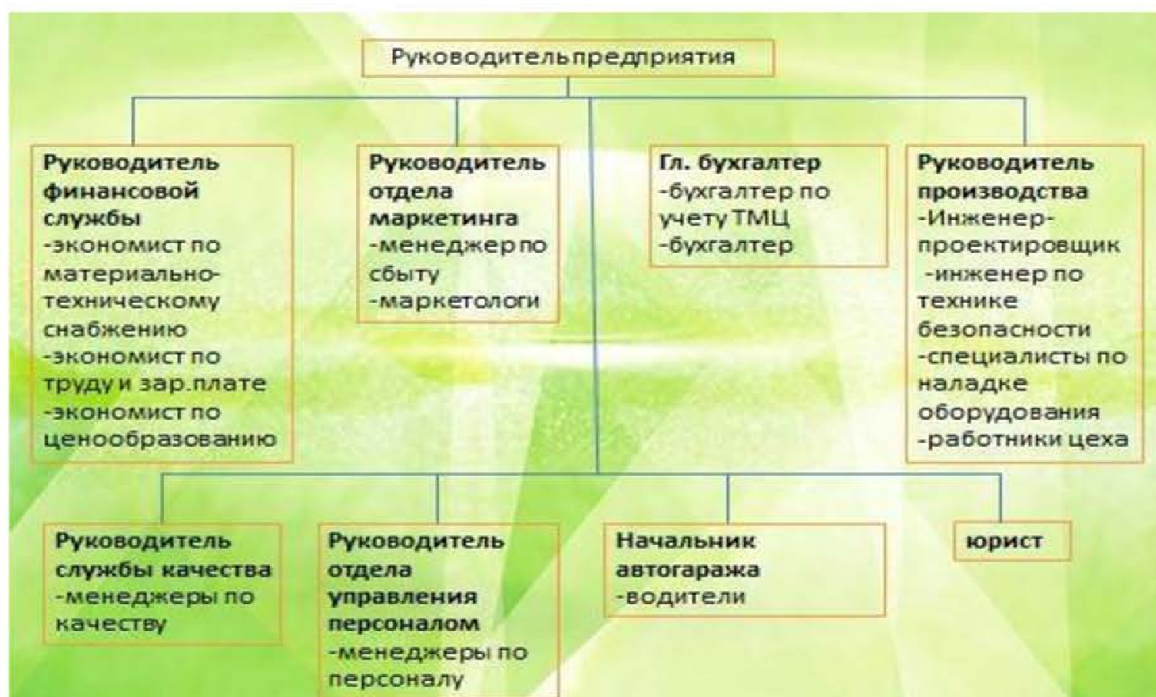 Руководитель предприятия
Руководитель
финансовой
службы
-экономист по
материально-
техническому
снабжению
-экономист по
труду и зар.плате
-экономист по
ценообразованию
Руководитель
отдела
маркетинга
-менеджер по
сбыту
-маркетологи
Гл. бухгалтер
-бухгалтер по
учету ТМЦ
-бухгалтер
Руководитель
производства
-Инженер-
проектировщик
-инженер по
технике
безопасности
-специалисты по
наладке
оборудования
-работники цеха
Руководитель
службы качества
-менеджеры по
качеству
Руководитель
отдела
управления
персоналом
-менеджеры по
персоналу
Начальник
автогаража
-водители
юрист